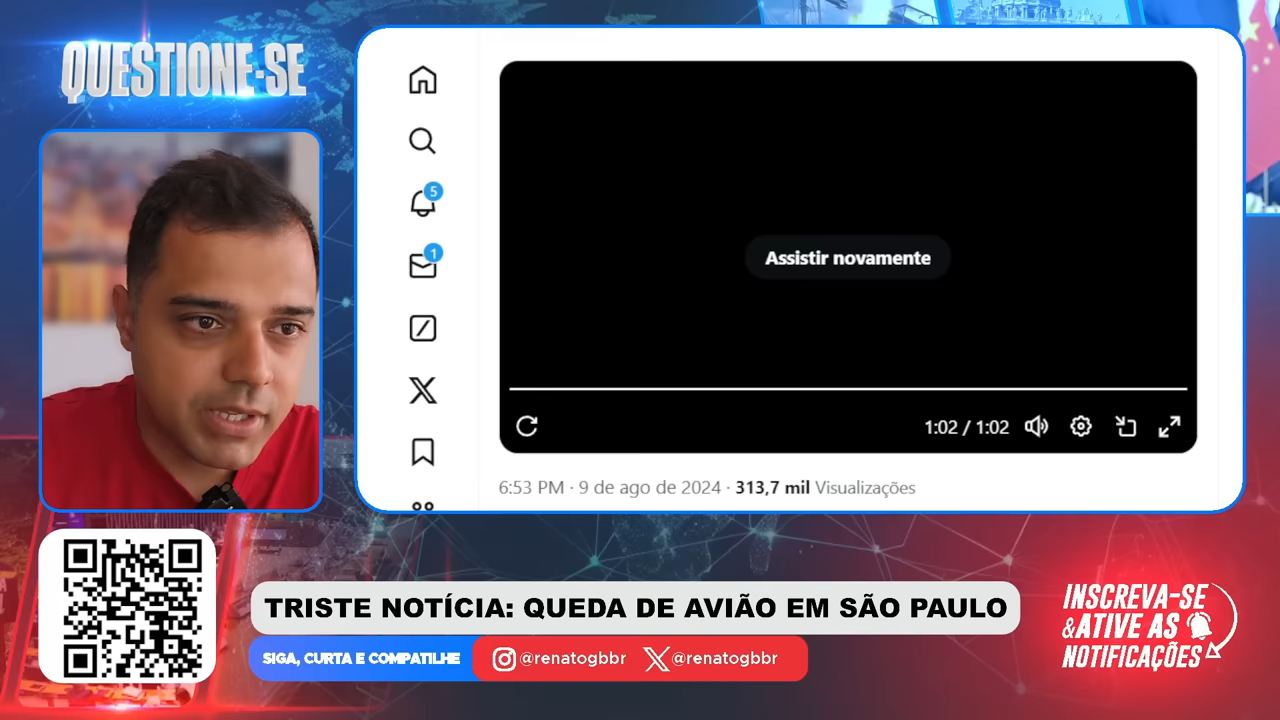 QUESTIONE-SE
5
1
Assistir novamente
1:02 / 1:02
6:53 PM · 9 de ago de 2024 · 313,7 mil Visualizações
TRISTE NOTÍCIA: QUEDA DE AVIÃO EM SÃO PAULO
SIGA, CURTA E COMPATILHE
@renatogbbr
@renatogbbr
INSCREVA-SE
&ATIVE AS
NOTIFICAÇÕES